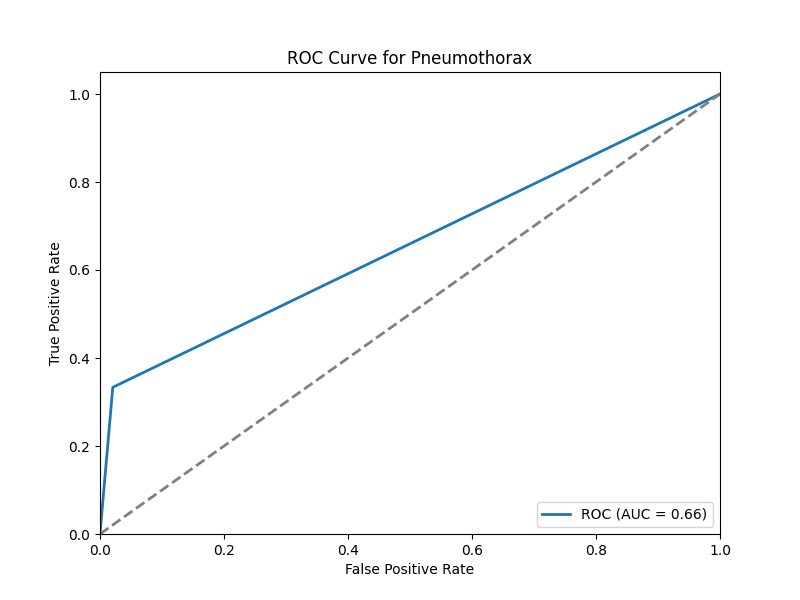 ROC Curve for Pneumothorax
True Positive Rate
1.0
0.8
0.6
0.4
0.2
0.0
0.0 0.2 0.4 0.6 0.8 1.0
False Positive Rate
ROC (AUC = 0.66)